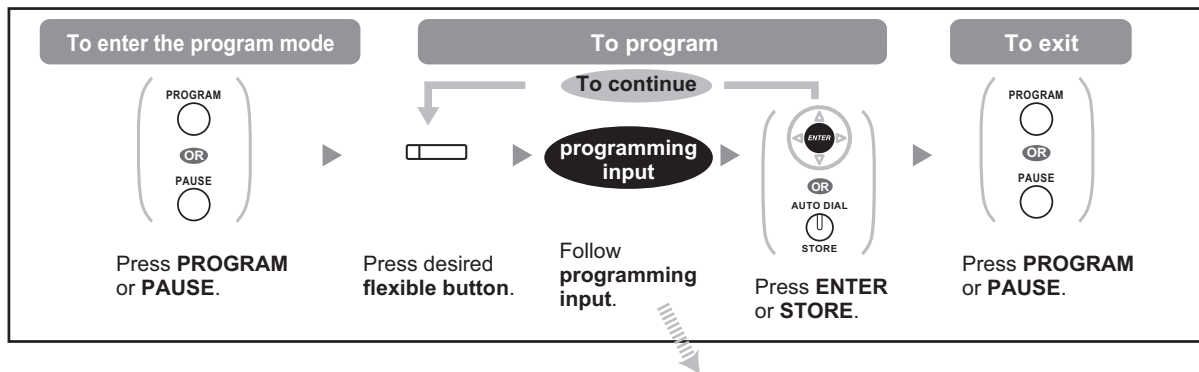 To enter the program mode
To program
To exit
To continue
PROGRAM
OR
PAUSE
programming
input
ENTER
OR
AUTO DIAL
STORE
PROGRAM
OR
PAUSE
Press PROGRAM
or PAUSE.
Press desired
flexible button.
Follow
programming
input.
Press ENTER
or STORE.
Press PROGRAM
or PAUSE.